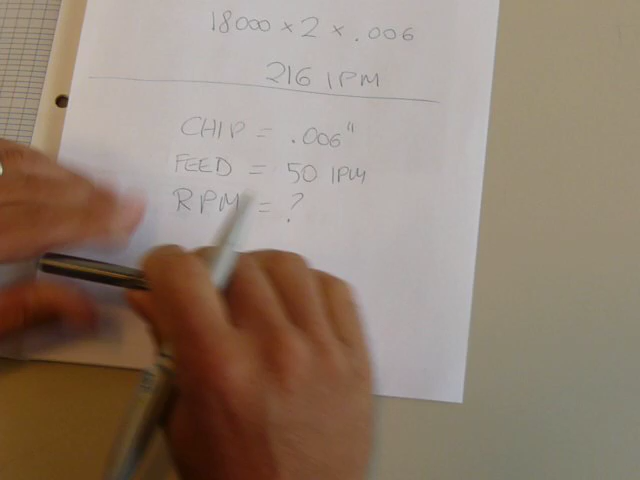 18000 × 2 × .006
216 IPM
CHIP = .006"
FEED = 50 IPM
RPM = ?